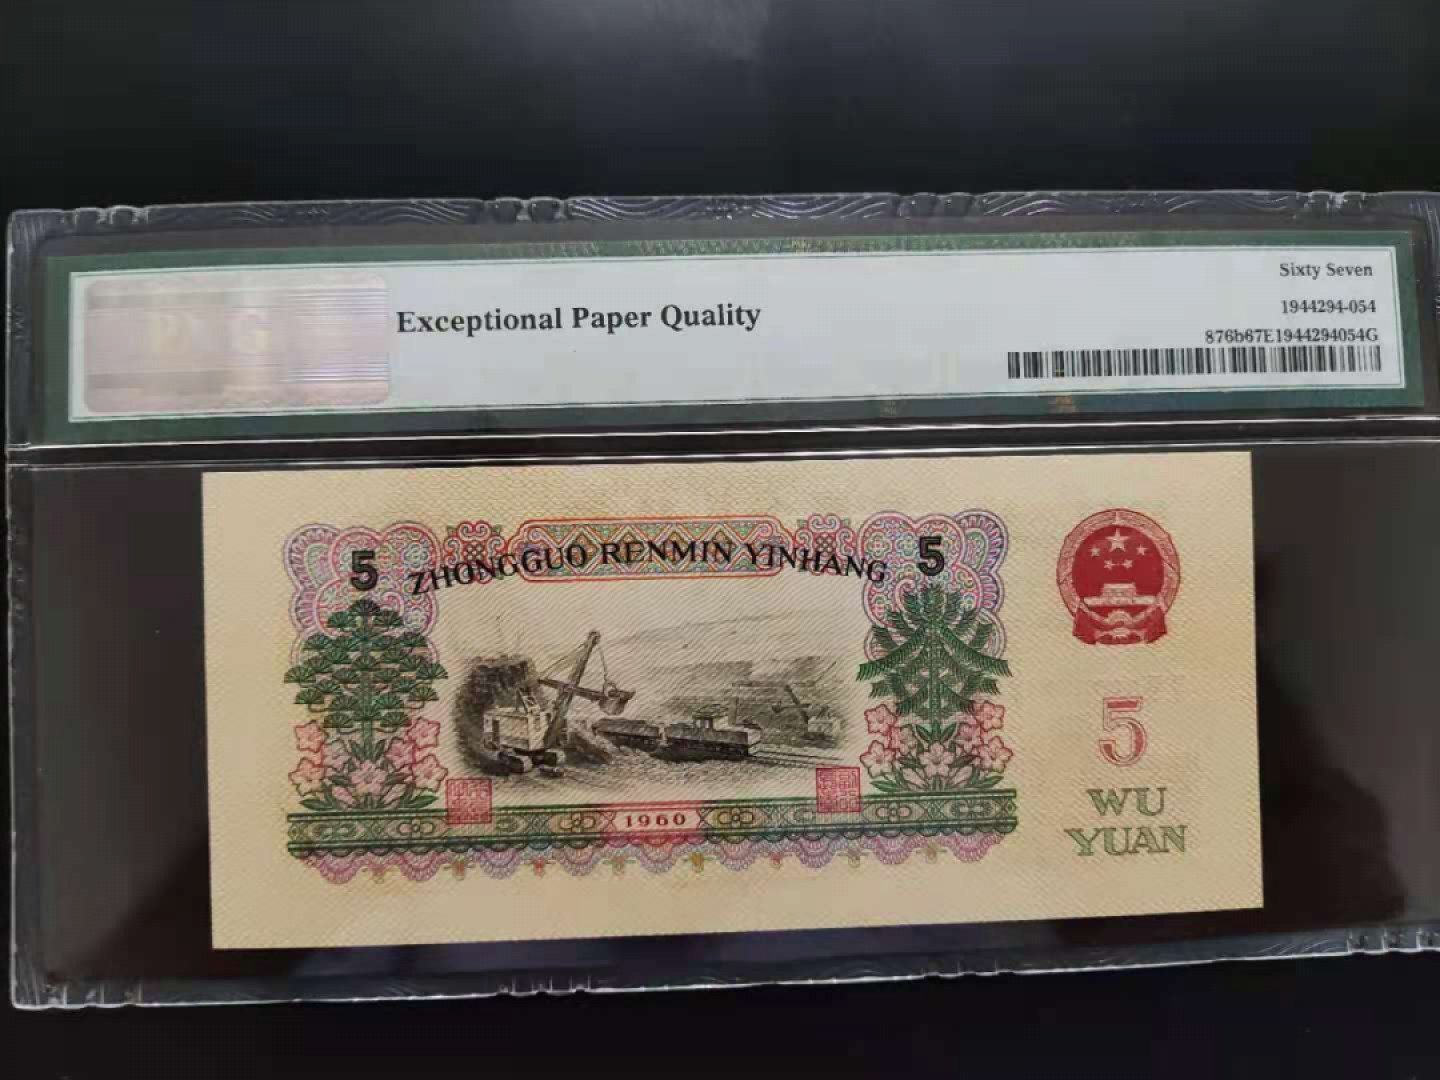 Sixty Seven
Exceptional Paper Quality
1944294-054
876b67E1944294054G
5 ZHONGGUO RENMIN YINHANG 5
5
WU
YUAN
1960